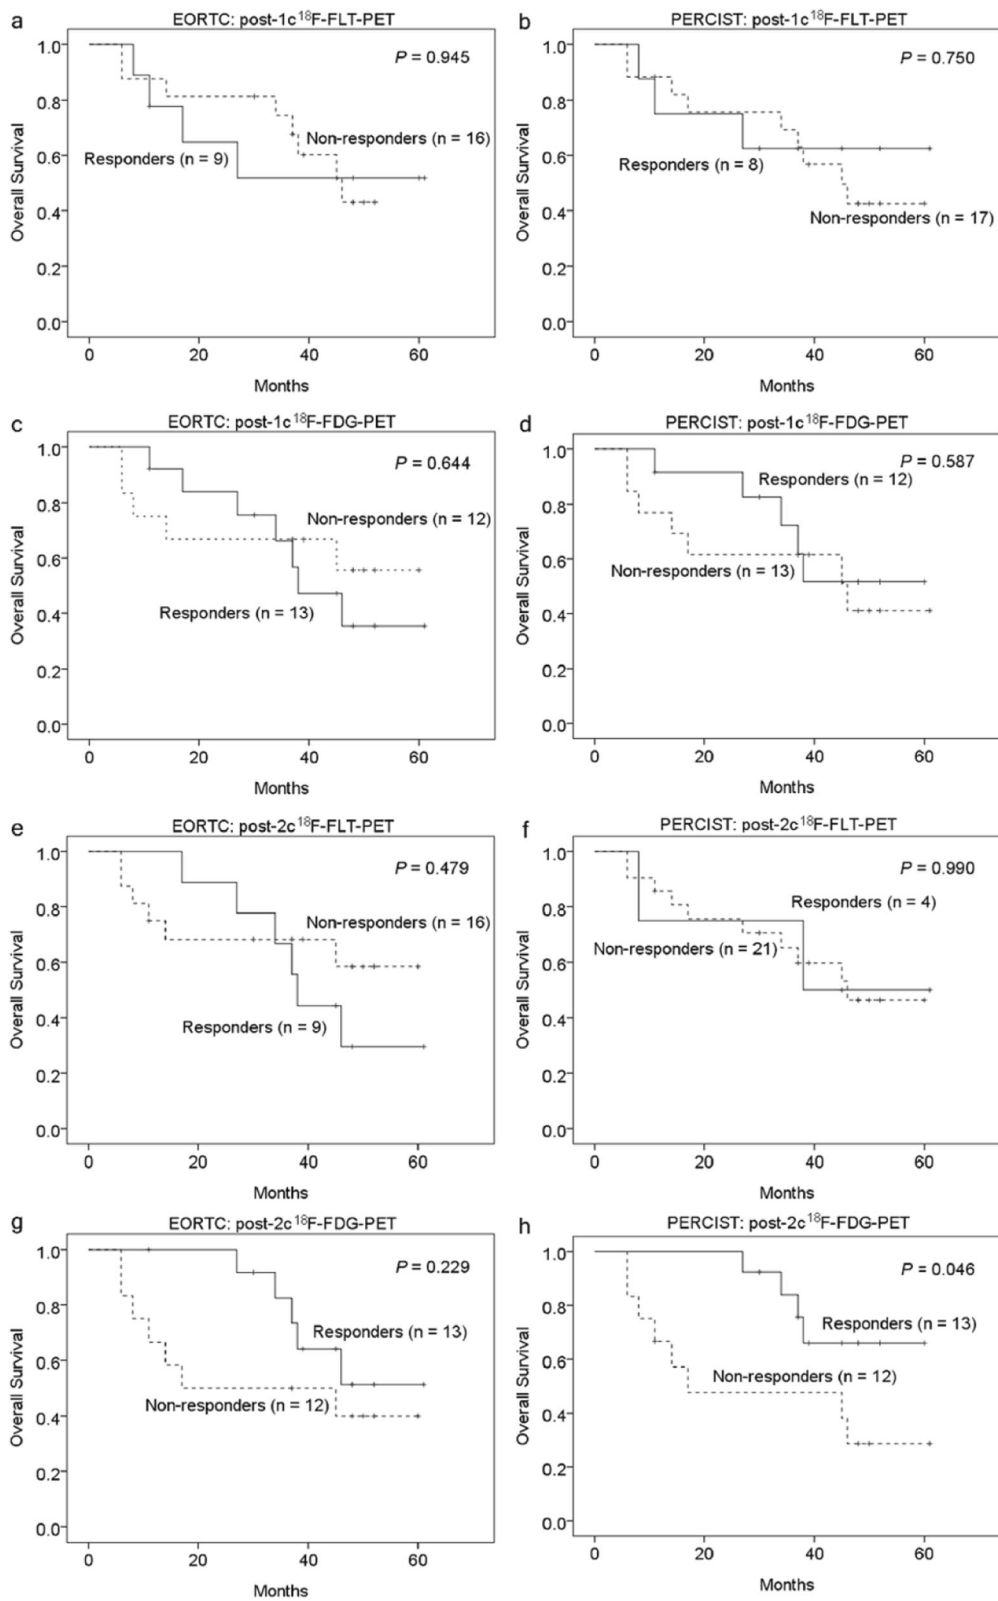 a
EORTC: post-1c ¹⁸F-FLT-PET
P = 0.945
Non-responders (n = 16)
Responders (n = 9)
Overall Survival
1.0
0.8
0.6
0.4
0.2
0.0
0 20 40 60
Months
b
PERCIST: post-1c ¹⁸F-FLT-PET
P = 0.750
Responders (n = 8)
Non-responders (n = 17)
Overall Survival
1.0
0.8
0.6
0.4
0.2
0.0
0 20 40 60
Months
c
EORTC: post-1c ¹⁸F-FDG-PET
P = 0.644
Non-responders (n = 12)
Responders (n = 13)
Overall Survival
1.0
0.8
0.6
0.4
0.2
0.0
0 20 40 60
Months
d
PERCIST: post-1c ¹⁸F-FDG-PET
P = 0.587
Responders (n = 12)
Non-responders (n = 13)
Overall Survival
1.0
0.8
0.6
0.4
0.2
0.0
0 20 40 60
Months
e
EORTC: post-2c ¹⁸F-FLT-PET
P = 0.479
Non-responders (n = 16)
Responders (n = 9)
Overall Survival
1.0
0.8
0.6
0.4
0.2
0.0
0 20 40 60
Months
f
PERCIST: post-2c ¹⁸F-FLT-PET
P = 0.990
Responders (n = 4)
Non-responders (n = 21)
Overall Survival
1.0
0.8
0.6
0.4
0.2
0.0
0 20 40 60
Months
g
EORTC: post-2c ¹⁸F-FDG-PET
P = 0.229
Responders (n = 13)
Non-responders (n = 12)
Overall Survival
1.0
0.8
0.6
0.4
0.2
0.0
0 20 40 60
Months
h
PERCIST: post-2c ¹⁸F-FDG-PET
P = 0.046
Responders (n = 13)
Non-responders (n = 12)
Overall Survival
1.0
0.8
0.6
0.4
0.2
0.0
0 20 40 60
Months